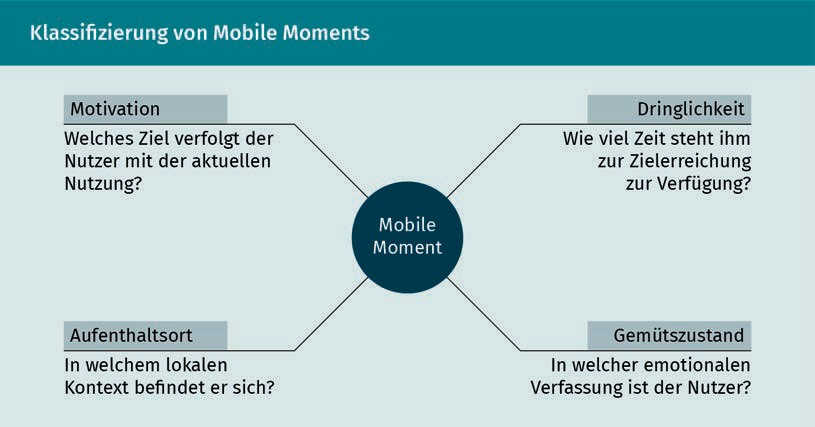 Klassifizierung von Mobile Moments
Motivation
Welches Ziel verfolgt der
Nutzer mit der aktuellen
Nutzung?
Dringlichkeit
Wie viel Zeit steht ihm
zur Zielerreichung
zur Verfügung?
Mobile
Moment
Aufenthaltsort
In welchem lokalen
Kontext befindet er sich?
Gemütszustand
In welcher emotionalen
Verfassung ist der Nutzer?